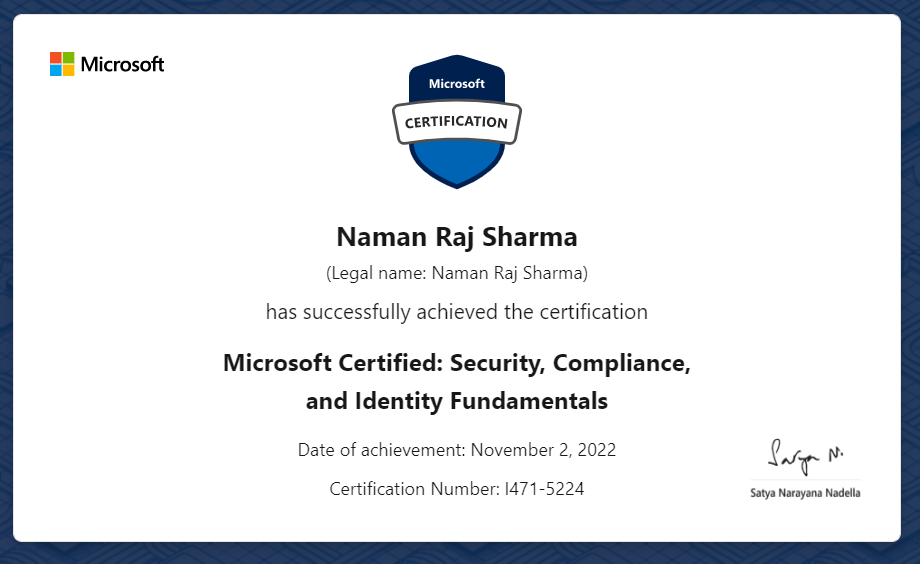 Microsoft
Microsoft
CERTIFICATION
Naman Raj Sharma
(Legal name: Naman Raj Sharma)
has successfully achieved the certification
Microsoft Certified: Security, Compliance,
and Identity Fundamentals
Date of achievement: November 2, 2022
Certification Number: I471-5224
Satya N.
Satya Narayana Nadella